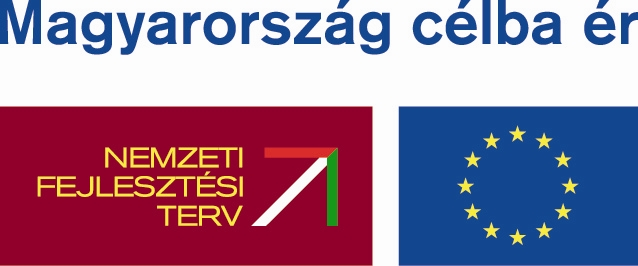 Magyarország célba ér
NEMZETI
FEJLESZTÉSI
TERV